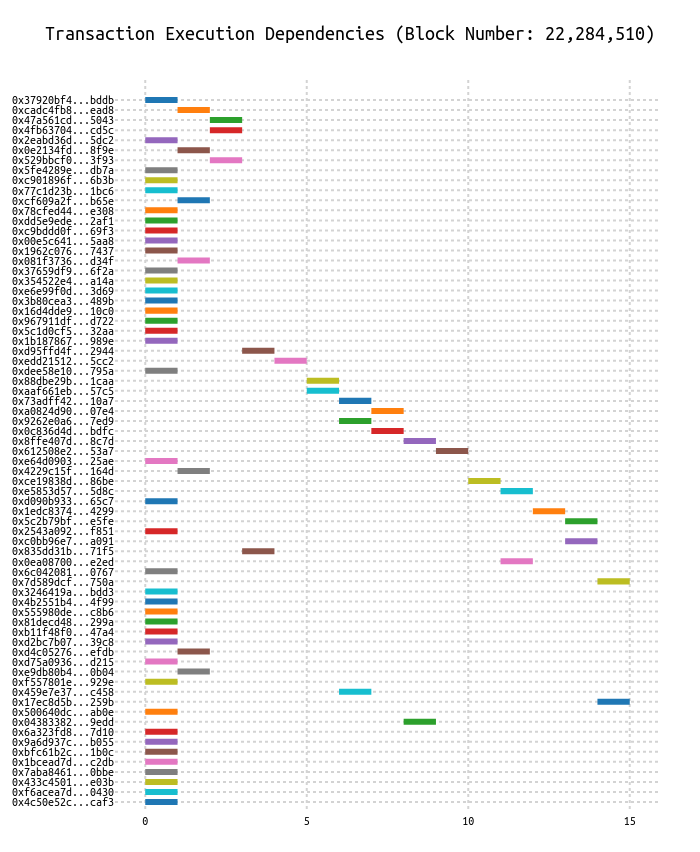 Transaction Execution Dependencies (Block Number: 22,284,510)
0x37920bf4...bddb
0xcadc4fb8...ead8
0x47a561cd...5043
0x4fb63704...cd5c
0x2eabd36d...5dc2
0x0e2134fd...8f9e
0x529bbcf0...3f93
0x5fe4289e...db7a
0xc901896f...6b3b
0x77c1d23b...1bc6
0xcf609a2f...b65e
0x78cfed44...e308
0xdd5e9ede...2af1
0xc9bddd0f...69f3
0x00e5c641...5aa8
0x1962c076...7437
0x081f3736...d34f
0x37659df9...6f2a
0x354522e4...a14a
0xe6e99f0d...3d69
0x3b80cea3...489b
0x16d4dde9...10c0
0x967911df...d722
0x5c1d0cf5...32aa
0x1b187867...989e
0xd95ffd4f...2944
0xedd21512...5cc2
0xdee58e10...795a
0x88dbe29b...1caa
0xaaf661eb...57c5
0x73adff42...10a7
0xa0824d90...07e4
0x9262e0a6...7ed9
0x0c836d4d...bdfc
0x8ffe407d...8c7d
0x612508e2...53a7
0xe64d0903...25ae
0x4229c15f...164d
0xce19838d...86be
0xe5853d57...5d8c
0xd090b933...65c7
0x1edc8374...4299
0x5c2b79bf...e5fe
0x2543a092...f851
0xc0bb96e7...a091
0x835dd31b...71f5
0x0ea08700...e2ed
0x6c042081...0767
0x7d589dcf...750a
0x3246419a...bdd3
0x4b2551b4...4f99
0x555980de...c8b6
0x81decd48...299a
0xb11f48f0...47a4
0xd2bc7b07...39c8
0xd4c05276...efdb
0xd75a0936...d215
0xe9db80b4...0b04
0xf557801e...929e
0x459e7e37...c458
0x17ec8d5b...259b
0x500640dc...ab0e
0x04383382...9edd
0x6a323fd8...7d10
0x9a6d937c...b055
0xbfc61b2c...1b0c
0x1bcead7d...c2db
0x7aba8461...0bbe
0x433c4501...e03b
0xf6acea7d...0430
0x4c50e52c...caf3
0 5 10 15